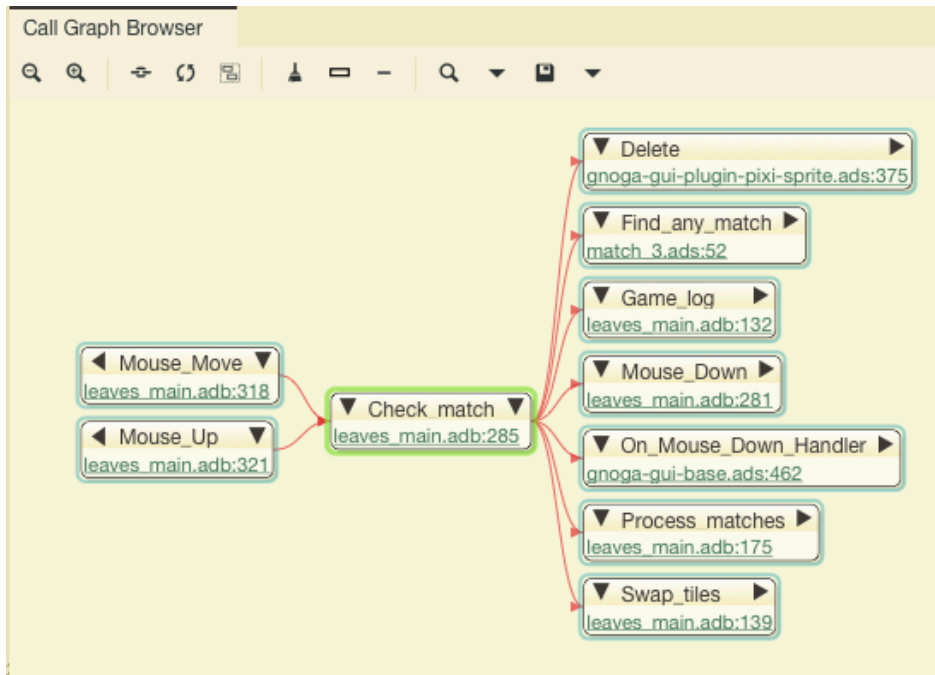 Call Graph Browser
Delete
gnoga-gui-plugin-pixi-sprite.ads:375
Find_any_match
match_3.ads:52
Game_log
leaves_main.adb:132
Mouse_Move
leaves_main.adb:318
Mouse_Down
leaves_main.adb:281
Check_match
leaves_main.adb:285
Mouse_Up
leaves_main.adb:321
On_Mouse_Down_Handler
gnoga-gui-base.ads:462
Process_matches
leaves_main.adb:175
Swap_tiles
leaves_main.adb:139